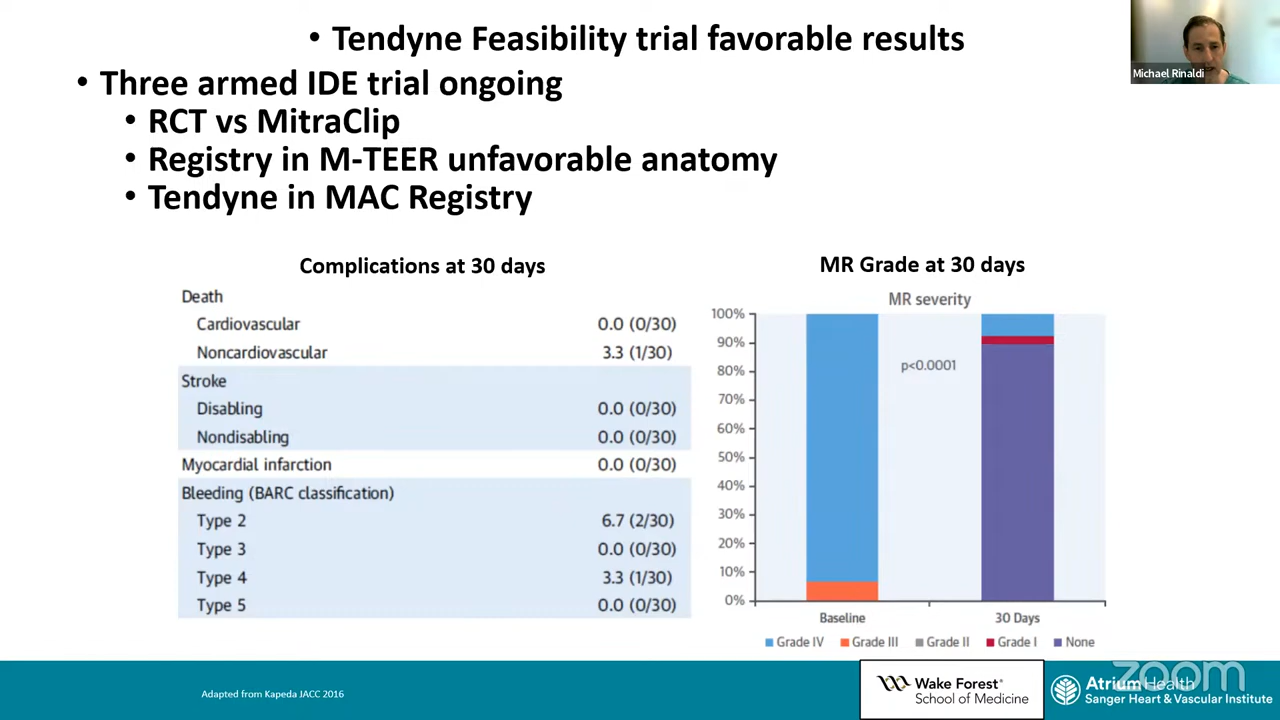 • Tendyne Feasibility trial favorable results
Michael Rinaldi
• Three armed IDE trial ongoing
• RCT vs MitraClip
• Registry in M-TEER unfavorable anatomy
• Tendyne in MAC Registry
Complications at 30 days
Death
Cardiovascular 0.0 (0/30)
Noncardiovascular 3.3 (1/30)
Stroke
Disabling 0.0 (0/30)
Nondisabling 0.0 (0/30)
Myocardial infarction 0.0 (0/30)
Bleeding (BARC classification)
Type 2 6.7 (2/30)
Type 3 0.0 (0/30)
Type 4 3.3 (1/30)
Type 5 0.0 (0/30)
MR Grade at 30 days
MR severity
100%
90%
80%
70%
60%
50%
40%
30%
20%
10%
0%
p<0.0001
Baseline 30 Days
Grade IV Grade III Grade II Grade I None
Adapted from Kapeda JACC 2016
Wake Forest®
School of Medicine
zoom
Atrium Health
Sanger Heart & Vascular Institute